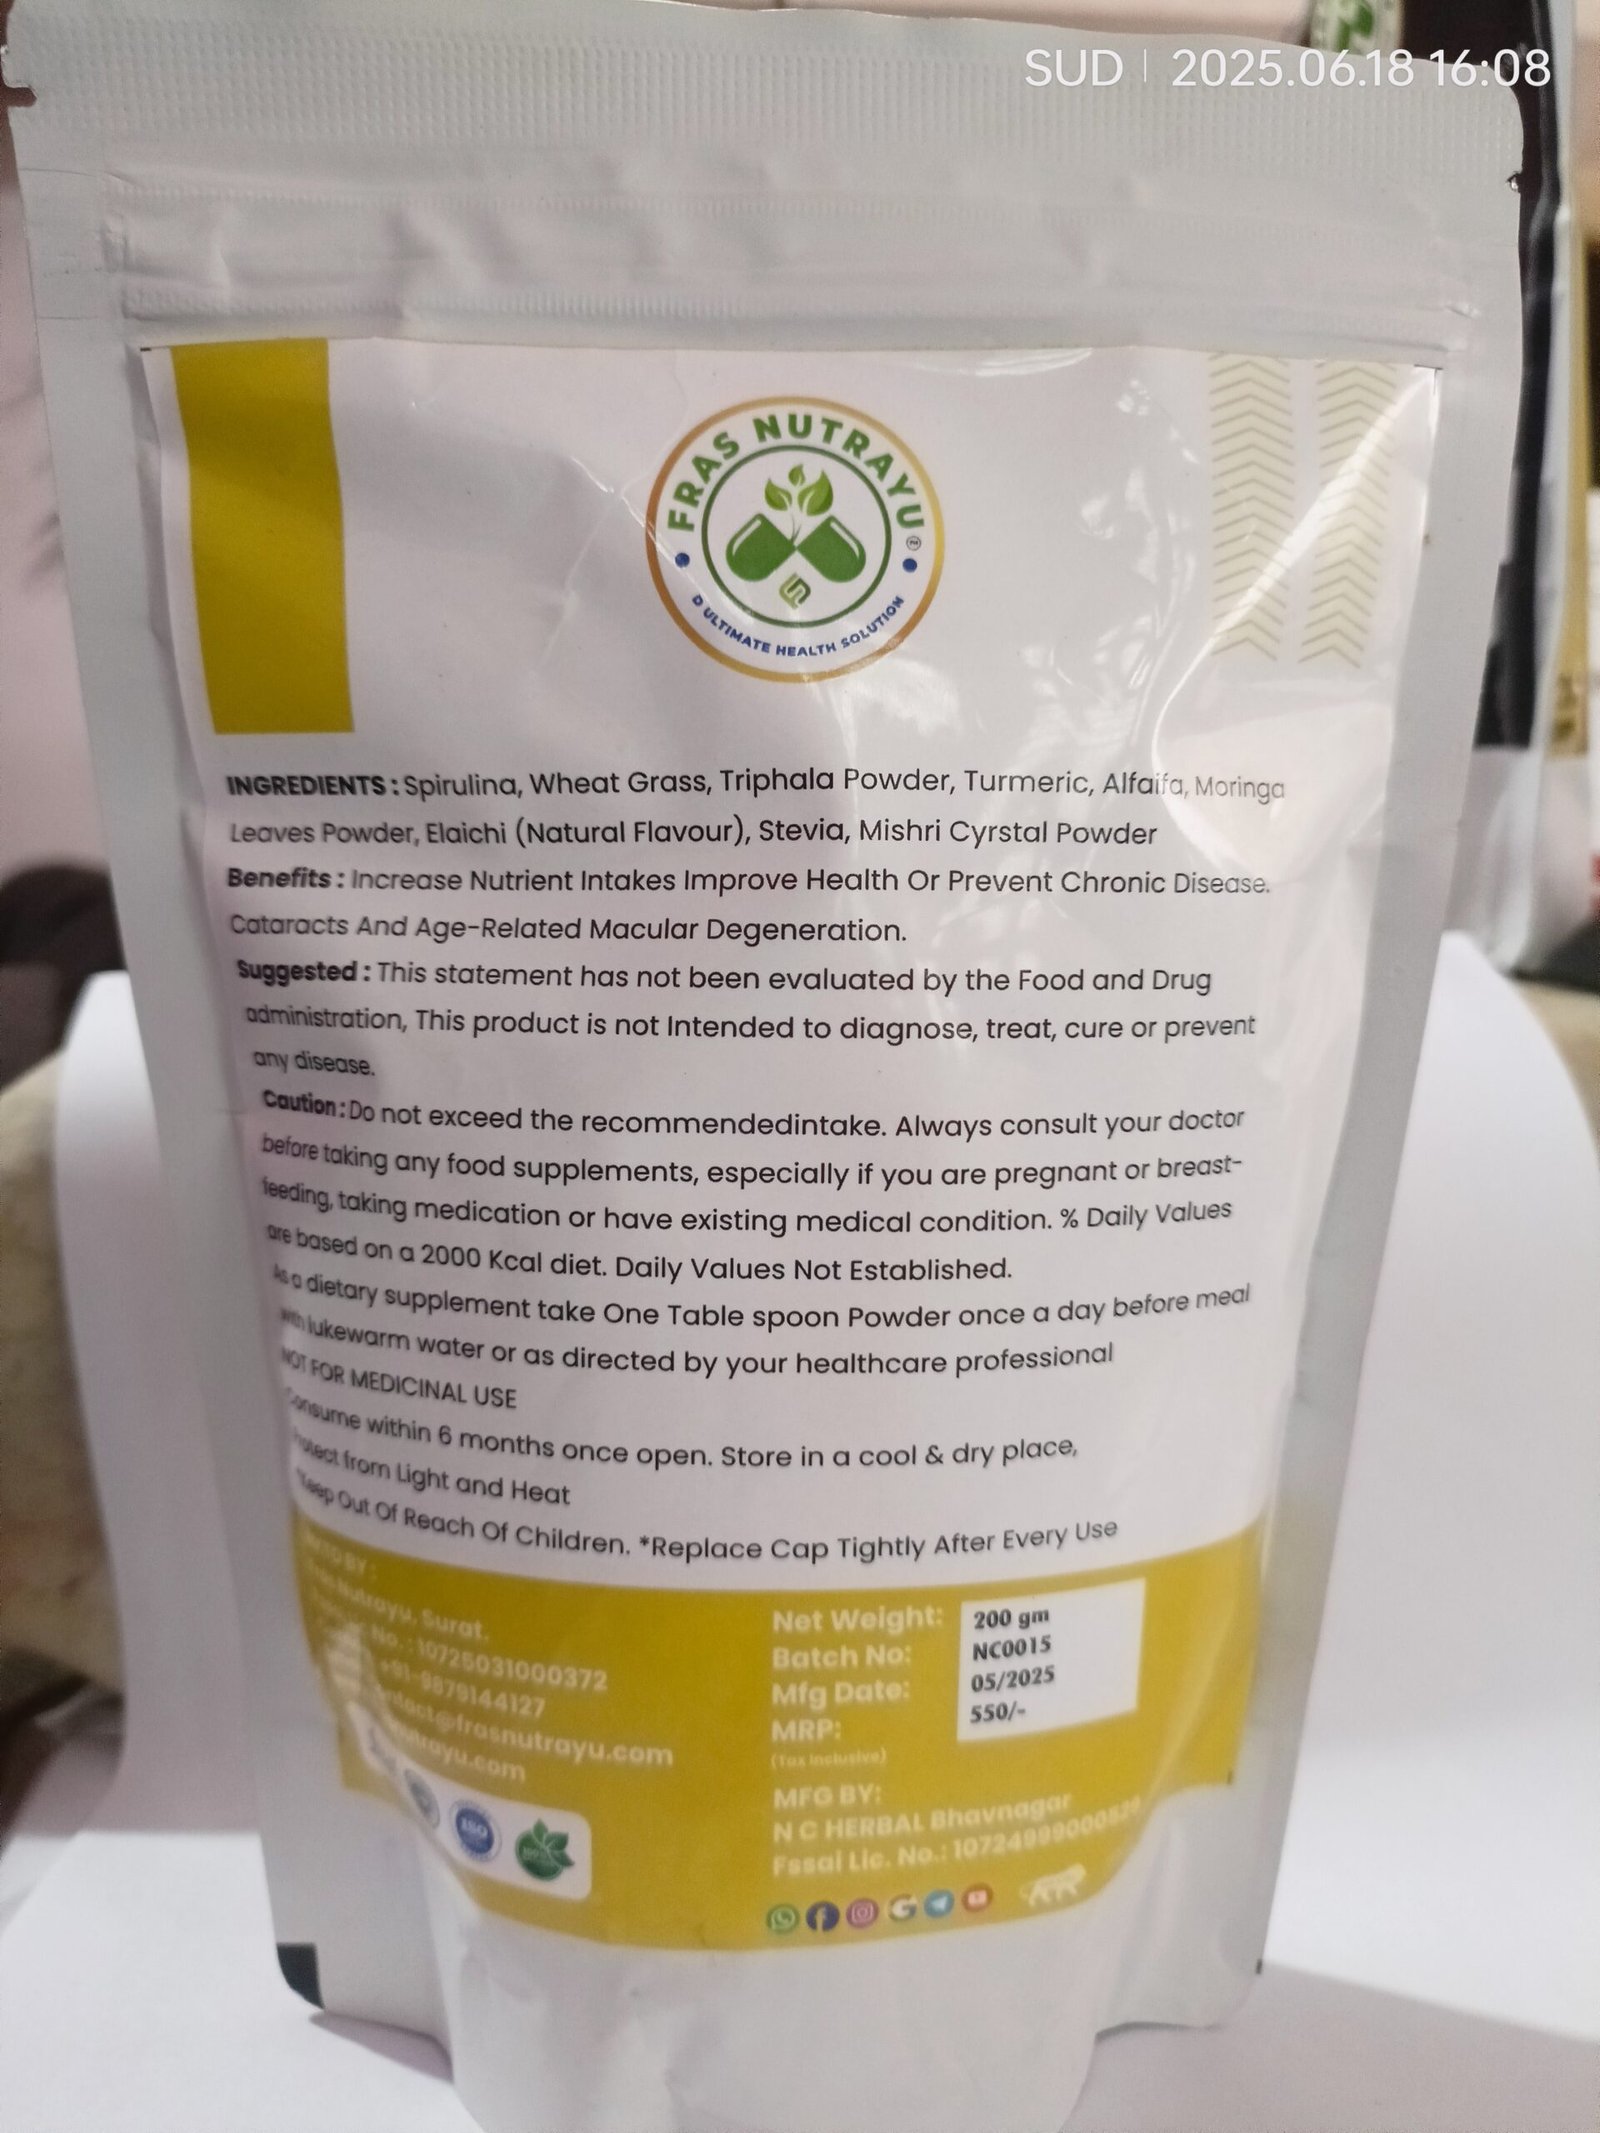 SUD | 2025.06.18 16:08
FRAS NUTRAYU
D ULTIMATE HEALTH SOLUTION
INGREDIENTS : Spirulina, Wheat Grass, Triphala Powder, Turmeric, Alfaifa, Moringa
Leaves Powder, Elaichi (Natural Flavour), Stevia, Mishri Cyrstal Powder
Benefits : Increase Nutrient Intakes Improve Health Or Prevent Chronic Disease.
Cataracts And Age-Related Macular Degeneration.
Suggested : This statement has not been evaluated by the Food and Drug
administration, This product is not Intended to diagnose, treat, cure or prevent
any disease.
Caution : Do not exceed the recommendedintake. Always consult your doctor
before taking any food supplements, especially if you are pregnant or breast-
feeding, taking medication or have existing medical condition. % Daily Values
are based on a 2000 Kcal diet. Daily Values Not Established.
As a dietary supplement take One Table spoon Powder once a day before meal
with lukewarm water or as directed by your healthcare professional
NOT FOR MEDICINAL USE
Consume within 6 months once open. Store in a cool & dry place,
Protect from Light and Heat
*Keep Out Of Reach Of Children. *Replace Cap Tightly After Every Use
BY :
Nutrayu, Surat.
No. : 10725031000372
+91-9879144127
contact@frasnutrayu.com
ISO
Net Weight: 200 gm
Batch No: NC0015
Mfg Date: 05/2025
MRP: 550/-
(Tax Inclusive)
MFG BY:
N C HERBAL Bhavnagar
Fssai Lic. No.: